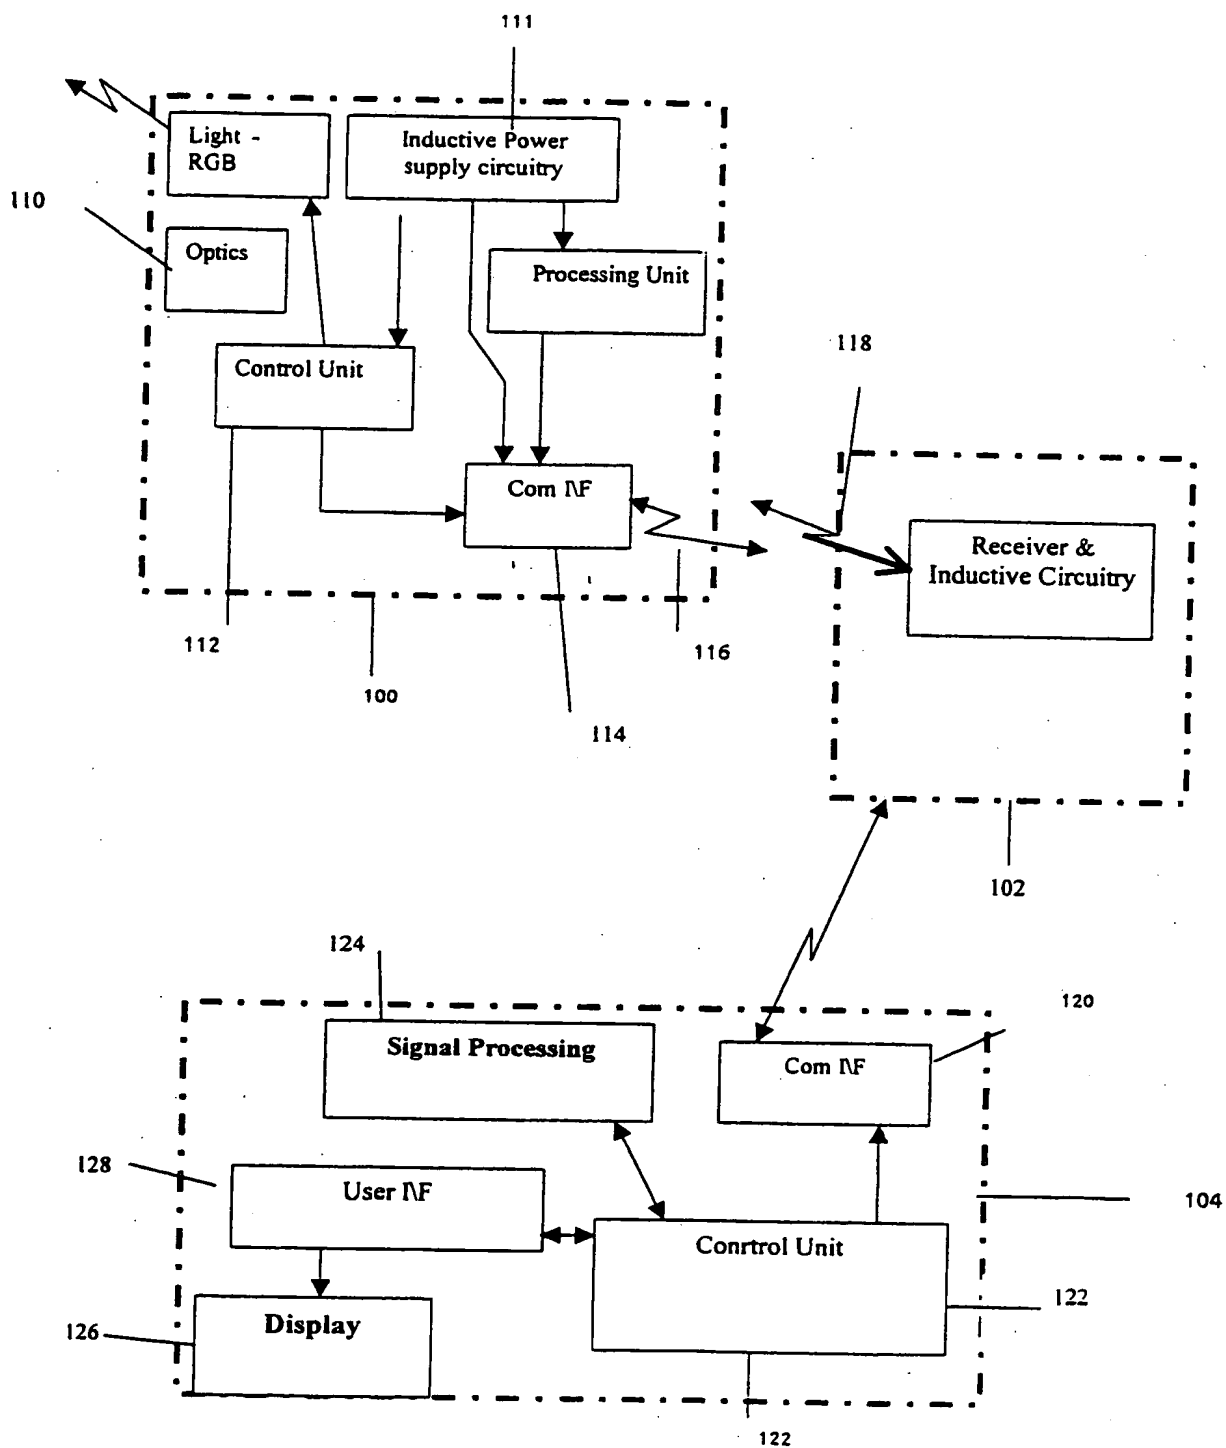 111
Light -
RGB
Inductive Power
supply circuitry
110
Optics
Processing Unit
118
Control Unit
Com I\F
Receiver &
Inductive Circuitry
112
116
100
114
102
124
120
Signal Processing
Com I\F
128
User I\F
104
Conrtrol Unit
122
Display
126
122